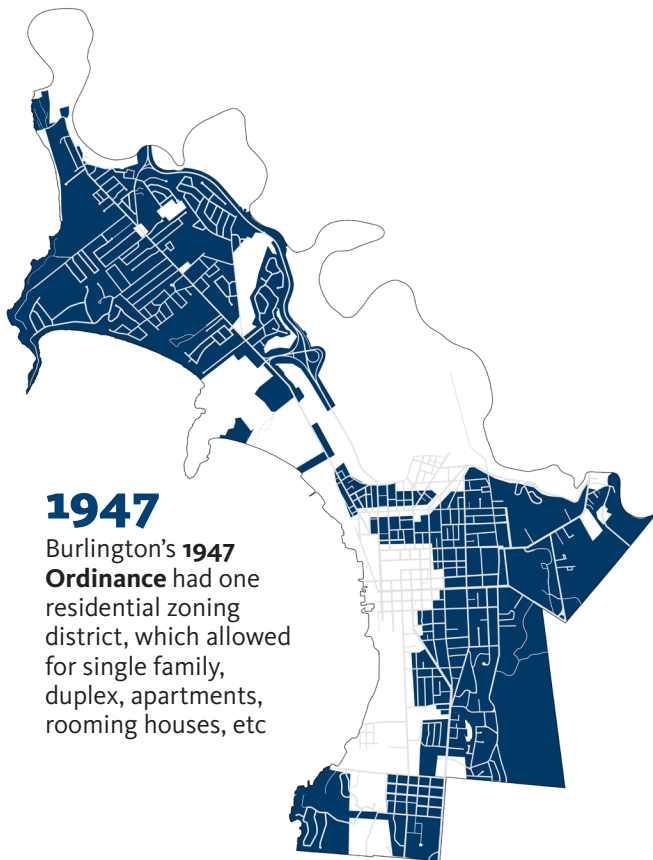 1947
Burlington's 1947
Ordinance had one
residential zoning
district, which allowed
for single family,
duplex, apartments,
rooming houses, etc